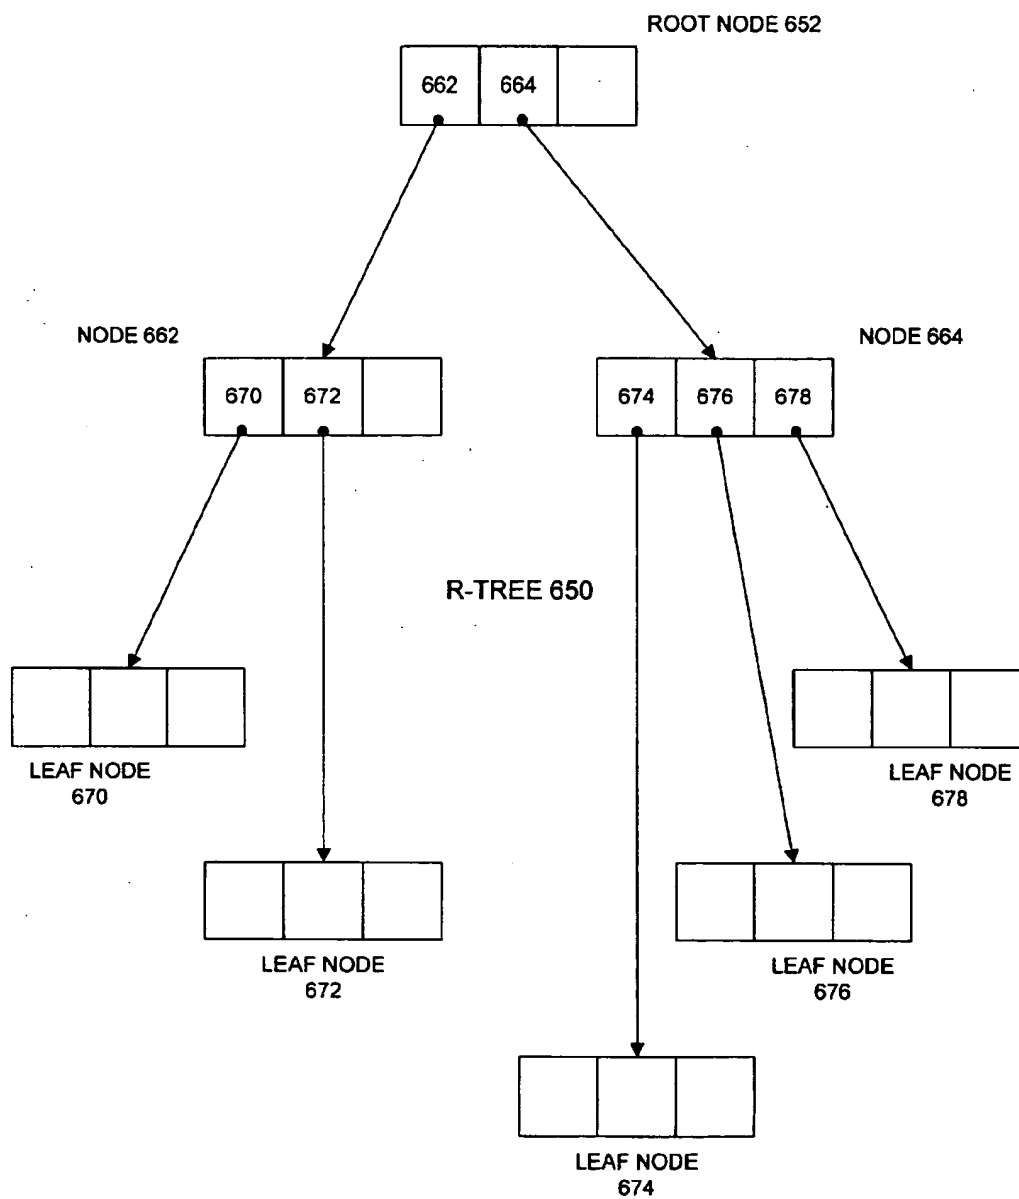 ROOT NODE 652
662 664
NODE 662
NODE 664
670 672
674 676 678
R-TREE 650
LEAF NODE
670
LEAF NODE
678
LEAF NODE
672
LEAF NODE
676
LEAF NODE
674